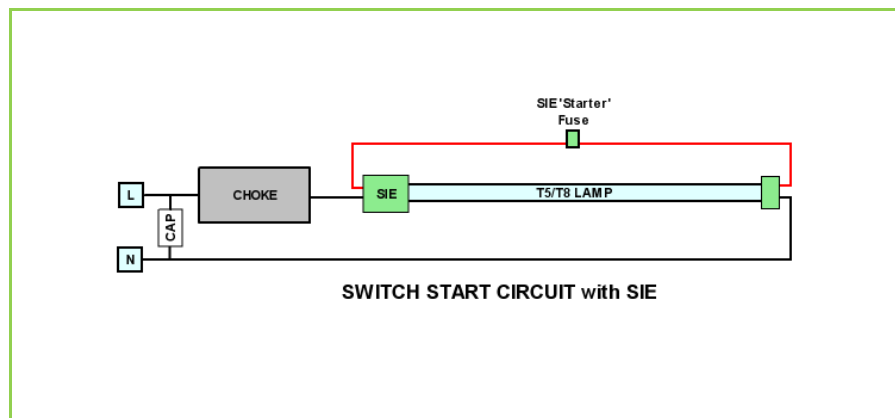 SIE'Starter'
Fuse
SIE
T5/T8 LAMP
CHOKE
L
CAP
N
SWITCH START CIRCUIT with SIE